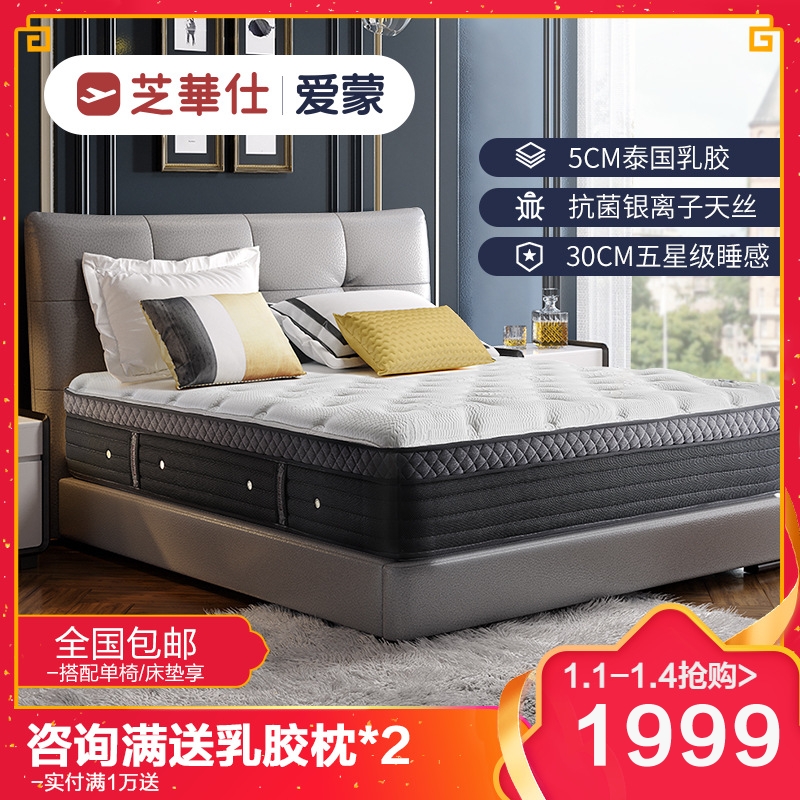 芝華仕 爱蒙
5CM泰国乳胶
抗菌银离子天丝
30CM五星级睡感
全国包邮
-搭配单椅/床垫享
咨询满送乳胶枕*2
-实付满1万送
1.1-1.4抢购>
1999